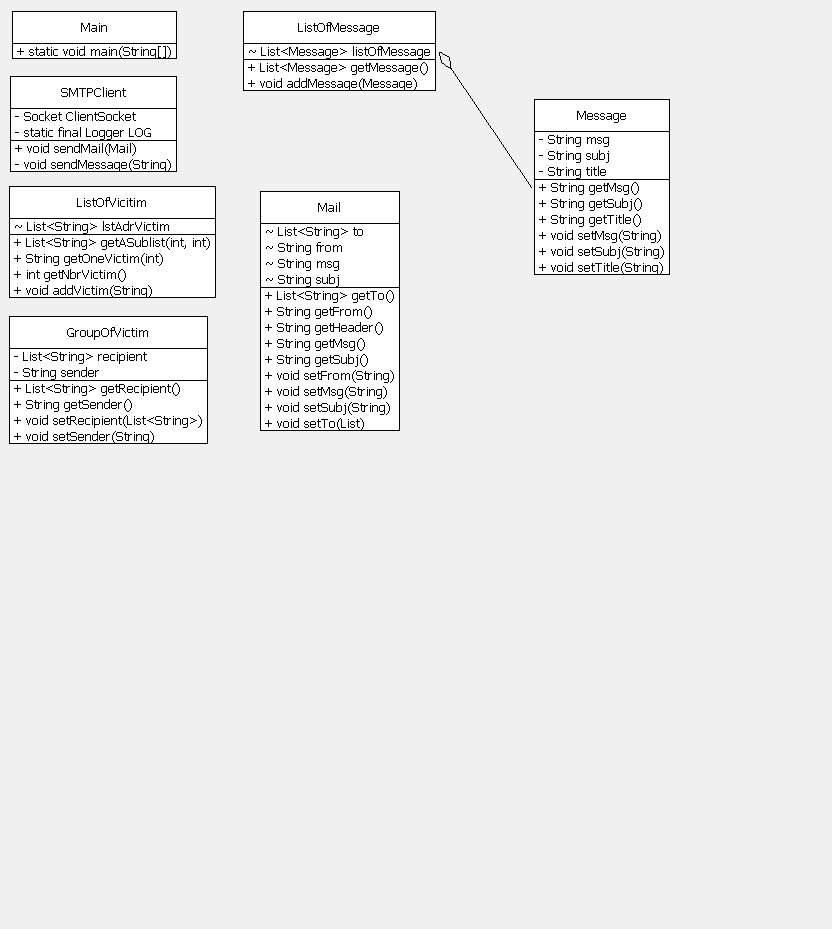 Main
+ static void main(String[])
SMTPClient
- Socket ClientSocket
- static final Logger LOG
+ void sendMail(Mail)
- void sendMessage(String)
ListOfVicitim
~ List<String> lstAdrVictim
+ List<String> getASublist(int, int)
+ String getOneVictim(int)
+ int getNbrVictim()
+ void addVictim(String)
GroupOfVictim
- List<String> recipient
- String sender
+ List<String> getRecipient()
+ String getSender()
+ void setRecipient(List<String>)
+ void setSender(String)
ListOfMessage
~ List<Message> listOfMessage
+ List<Message> getMessage()
+ void addMessage(Message)
Mail
~ List<String> to
~ String from
~ String msg
~ String subj
+ List<String> getTo()
+ String getFrom()
+ String getHeader()
+ String getMsg()
+ String getSubj()
+ void setFrom(String)
+ void setMsg(String)
+ void setSubj(String)
+ void setTo(List)
Message
- String msg
- String subj
- String title
+ String getMsg()
+ String getSubj()
+ String getTitle()
+ void setMsg(String)
+ void setSubj(String)
+ void setTitle(String)